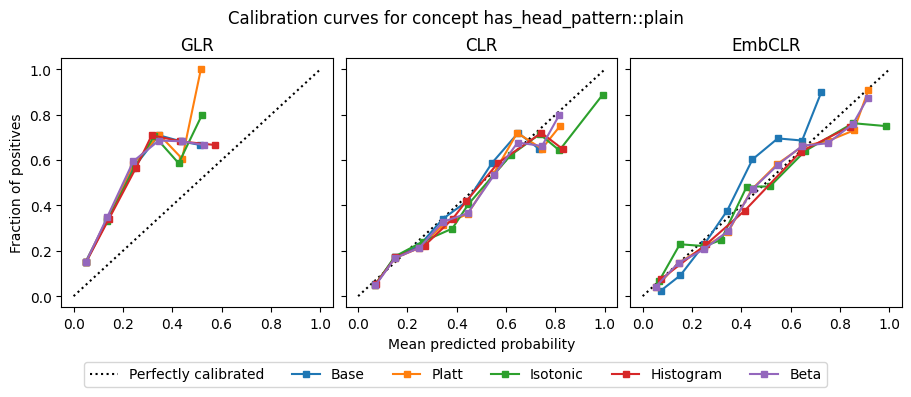 Calibration curves for concept has_head_pattern::plain
GLR
CLR
EmbCLR
Fraction of positives
1.0
0.8
0.6
0.4
0.2
0.0
0.0 0.2 0.4 0.6 0.8 1.0
0.0 0.2 0.4 0.6 0.8 1.0
0.0 0.2 0.4 0.6 0.8 1.0
Mean predicted probability
Perfectly calibrated Base Platt Isotonic Histogram Beta